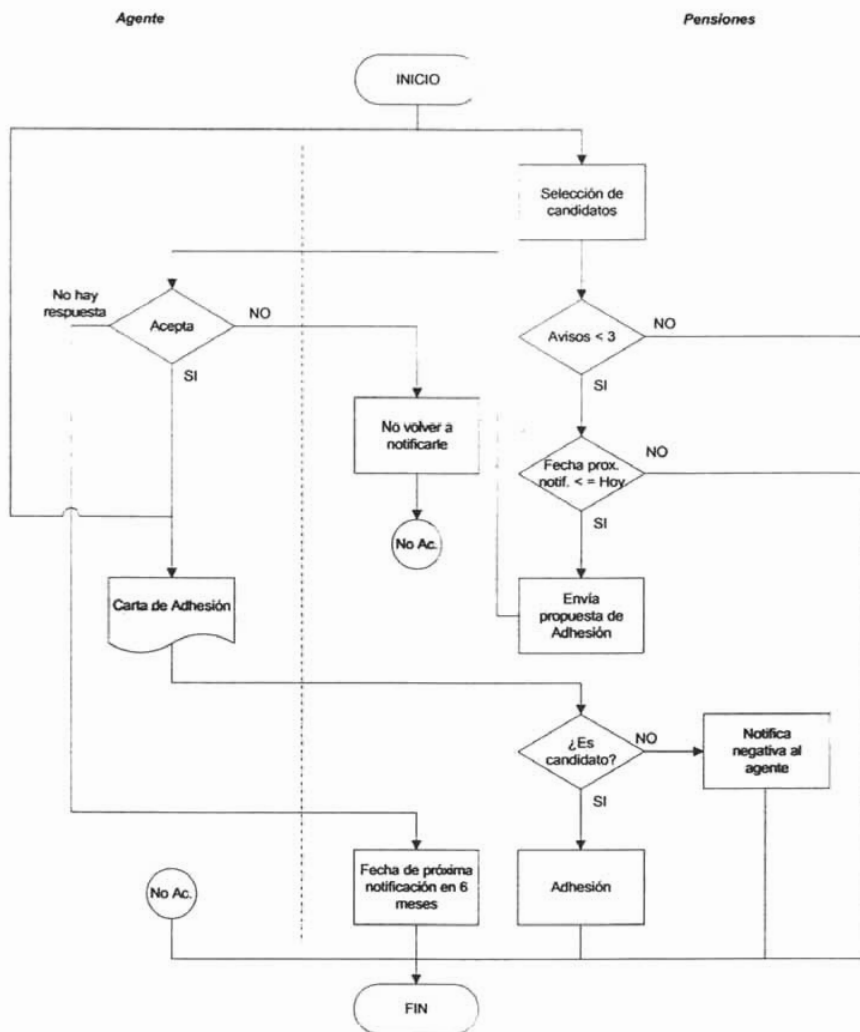 Agente
Pensiones
INICIO
Selección de
candidatos
No hay
respuesta
Acepta
NO
SI
Avisos < 3
NO
SI
No volver a
notificarle
Fecha prox.
notif. < = Hoy
NO
SI
No Ac.
Carta de Adhesión
Envía
propuesta de
Adhesión
¿Es
candidato?
NO
SI
Notifica
negativa al
agente
No Ac.
Fecha de próxima
notificación en 6
meses
Adhesión
FIN